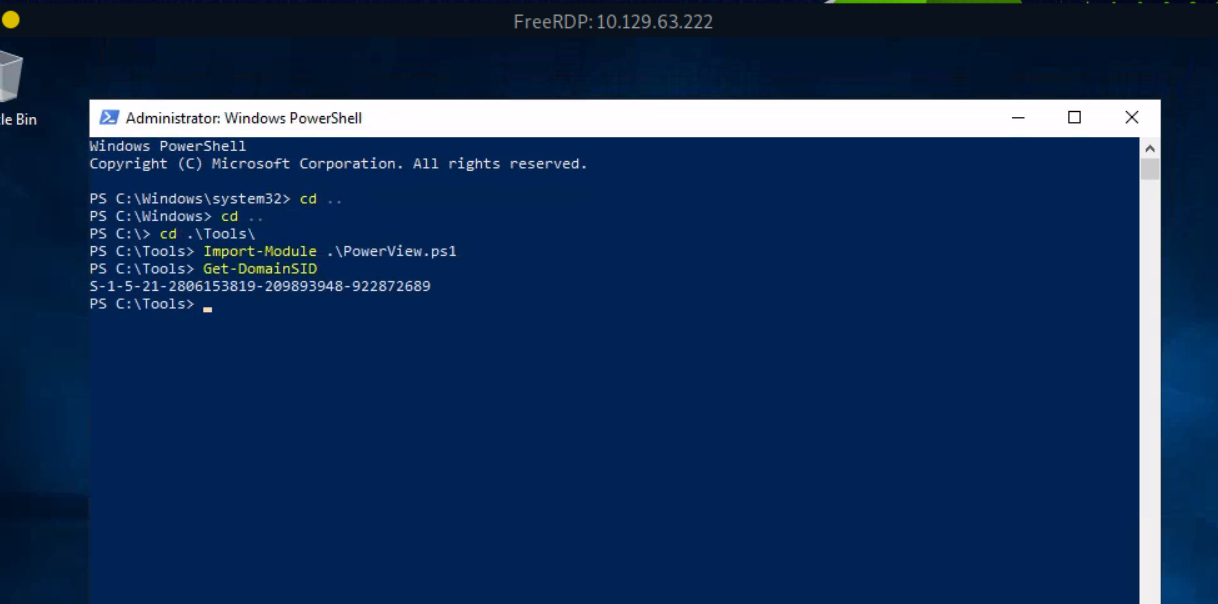 FreeRDP: 10.129.63.222
le Bin
Administrator: Windows PowerShell
Windows PowerShell
Copyright (C) Microsoft Corporation. All rights reserved.
PS C:\Windows\system32> cd ..
PS C:\Windows> cd ..
PS C:\> cd .\Tools\
PS C:\Tools> Import-Module .\PowerView.ps1
PS C:\Tools> Get-DomainSID
S-1-5-21-2806153819-209893948-922872689
PS C:\Tools>